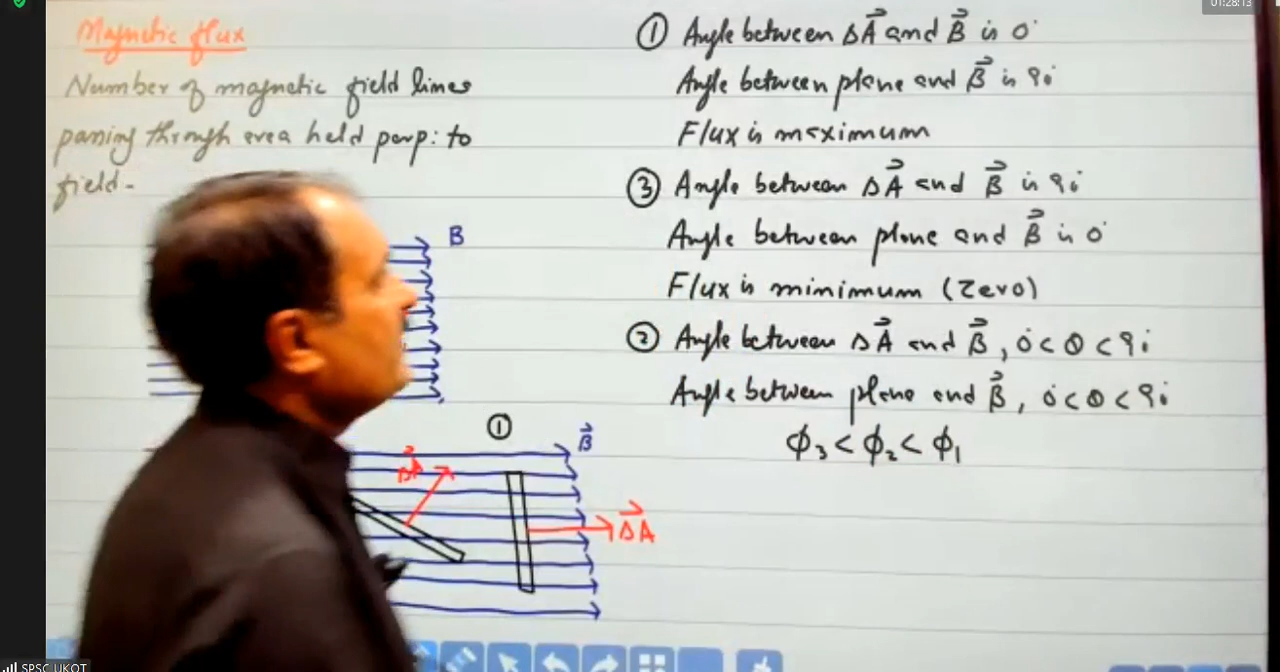 01:28:13
Magnetic flux
Number of magnetic field lines
passing through area held perp: to
field.
B
① Angle between ΔA⃗ and B⃗ is 0°
Angle between plane and B⃗ is 90°
Flux is maximum
③ Angle between ΔA⃗ and B⃗ is 90°
Angle between plane and B⃗ is 0°
Flux is minimum (Zero)
② Angle between ΔA⃗ and B⃗, 0°<θ<90°
Angle between plane and B⃗, 0°<θ<90°
ϕ₃ < ϕ₂ < ϕ₁
①
B⃗
ΔA⃗
ΔA⃗
SPSC UKOT